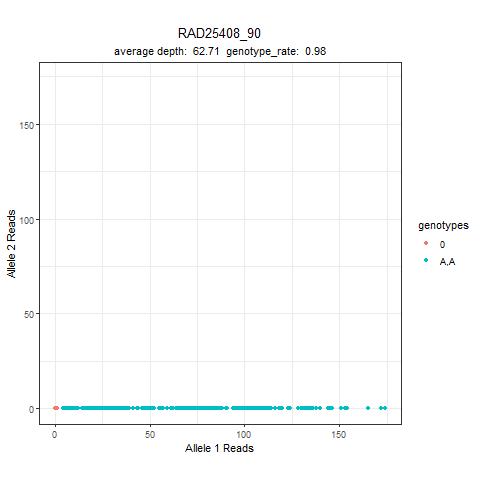 RAD25408_90
average depth: 62.71 genotype_rate: 0.98
Allele 2 Reads
150
100
50
0
0 50 100 150
Allele 1 Reads
genotypes
0
A,A